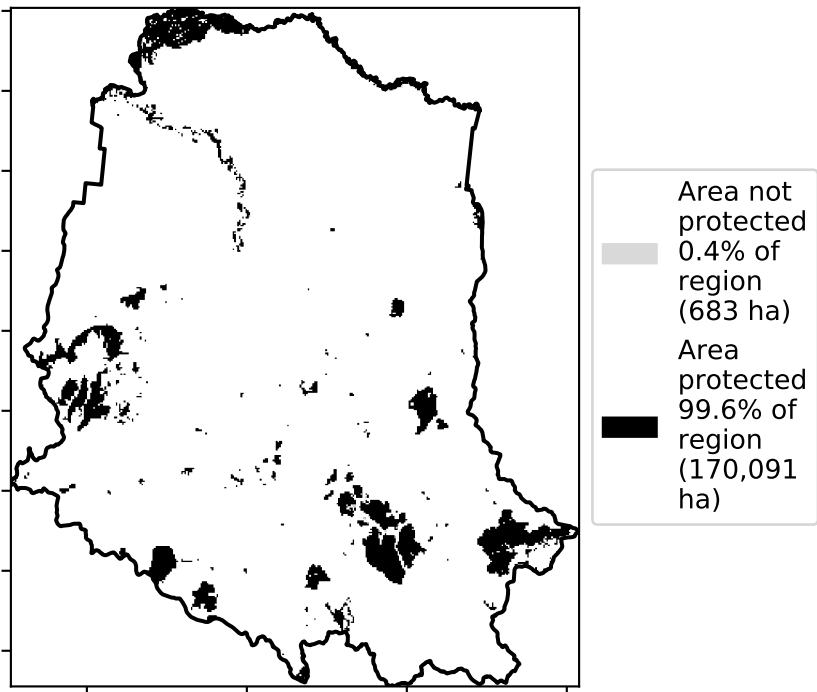 Area not
protected
0.4% of
region
(683 ha)
Area
protected
99.6% of
region
(170,091
ha)